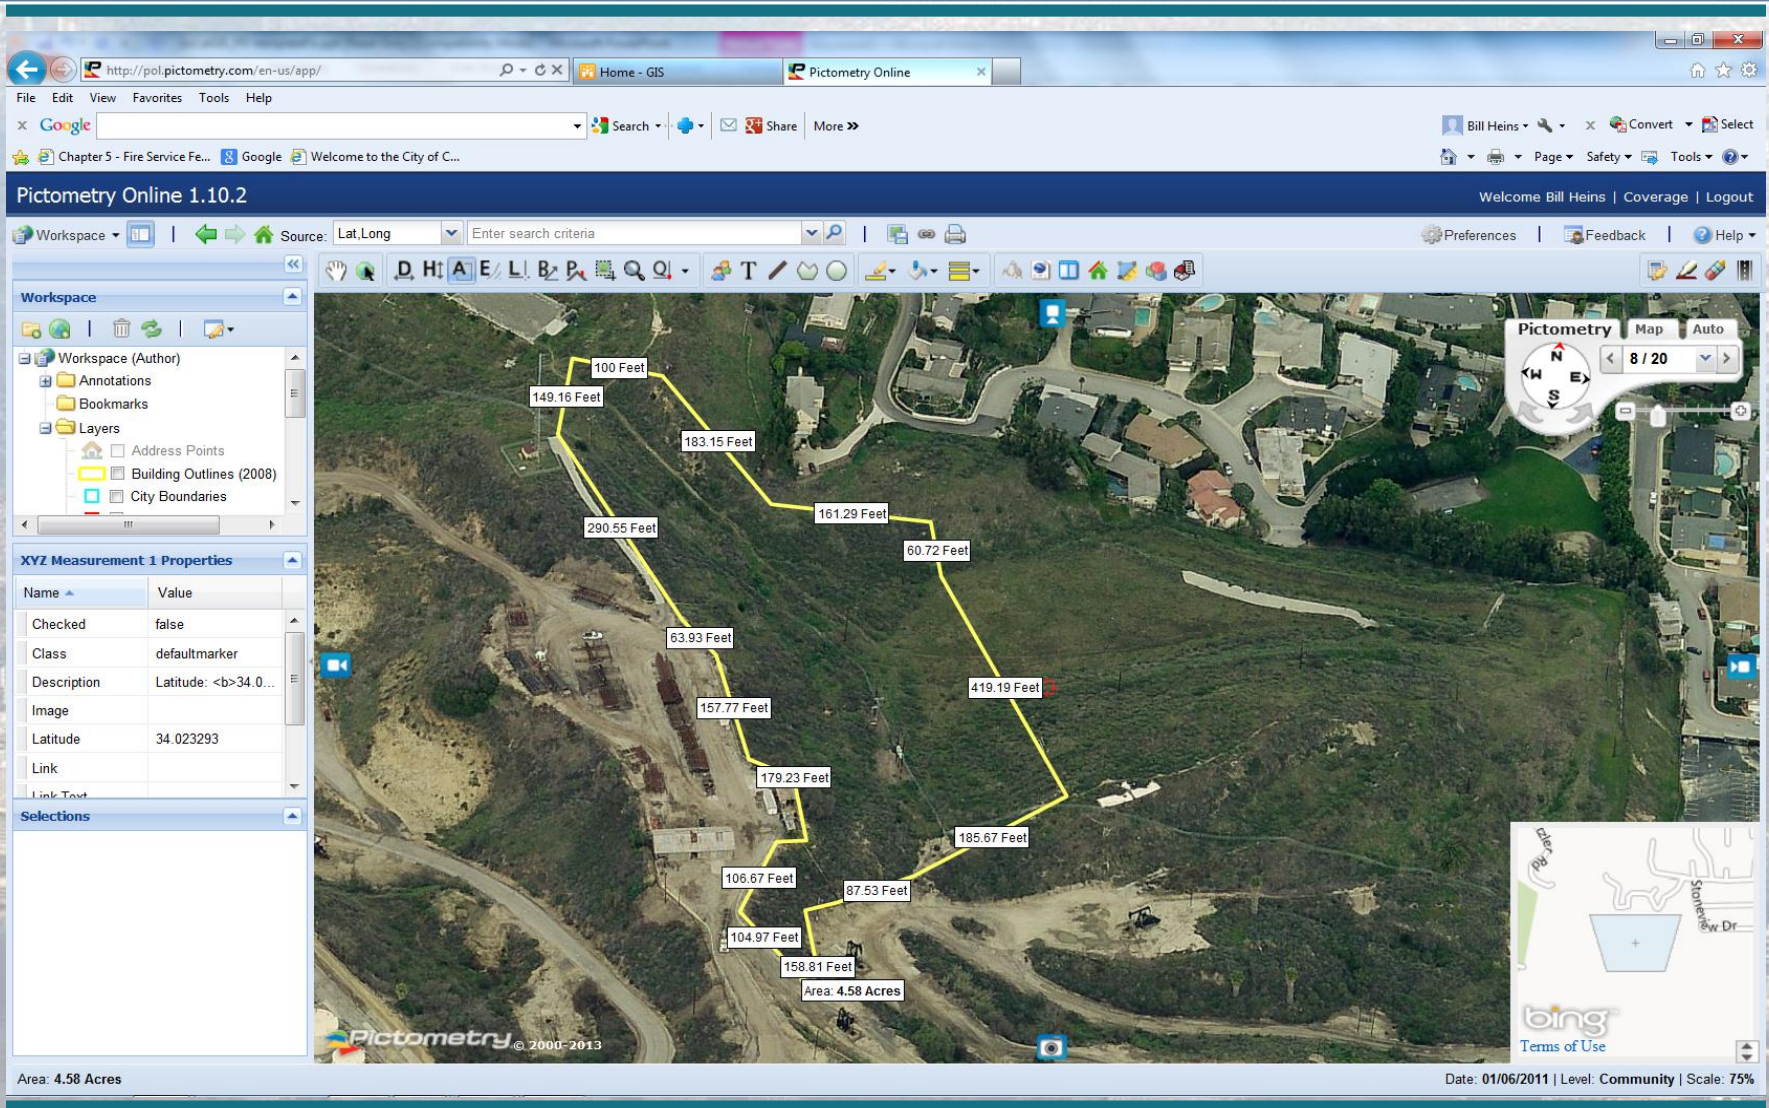 http://pol.pictometry.com/en-us/app/
Home - GIS
Pictometry Online
File Edit View Favorites Tools Help
x Google
Search
Share
More »
Bill Heins
x
Convert
Select
Chapter 5 - Fire Service Fe...
Google
Welcome to the City of C...
Page Safety Tools
Pictometry Online 1.10.2
Welcome Bill Heins | Coverage | Logout
Workspace
Source:
Lat,Long
Enter search criteria
Preferences | Feedback | Help
Workspace
Workspace (Author)
Annotations
Bookmarks
Layers
Address Points
Building Outlines (2008)
City Boundaries
XYZ Measurement 1 Properties
Name Value
Checked false
Class defaultmarker
Description Latitude: <b>34.0...
Image
Latitude 34.023293
Link
Link Text
Selections
100 Feet
149.16 Feet
183.15 Feet
161.29 Feet
290.55 Feet
60.72 Feet
63.93 Feet
419.19 Feet
157.77 Feet
179.23 Feet
185.67 Feet
106.67 Feet
87.53 Feet
104.97 Feet
158.81 Feet
Area: 4.58 Acres
Pictometry Map Auto
N
W E
S
8 / 20
Stoneview Dr
bing
Terms of Use
Pictometry © 2000-2013
Area: 4.58 Acres
Date: 01/06/2011 | Level: Community | Scale: 75%